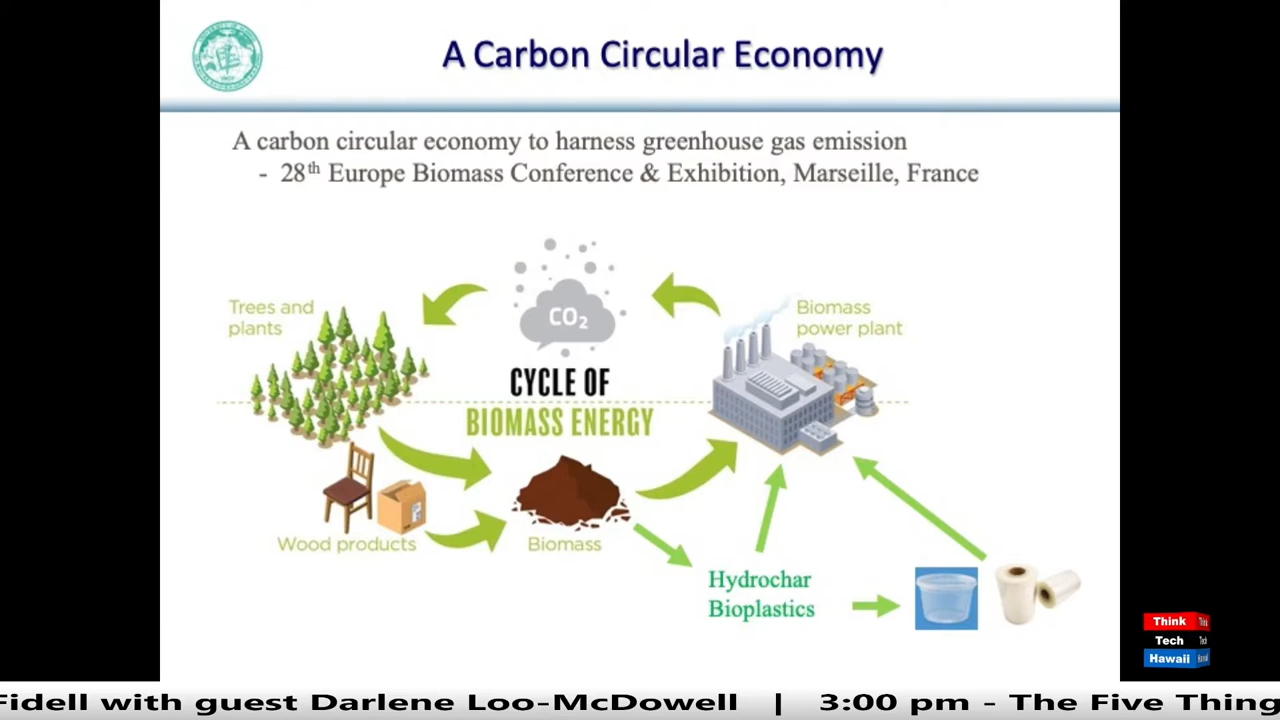 A Carbon Circular Economy
A carbon circular economy to harness greenhouse gas emission
- 28th Europe Biomass Conference & Exhibition, Marseille, France
Trees and
plants
CO2
Biomass
power plant
CYCLE OF
BIOMASS ENERGY
Wood products
Biomass
Hydrochar
Bioplastics
Think
Tech
Hawaii
Fidell with guest Darlene Loo-McDowell | 3:00 pm - The Five Thing